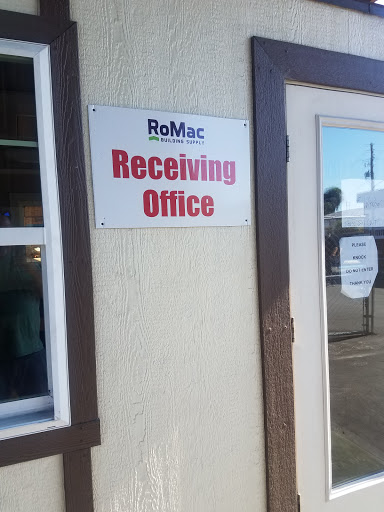 RoMac
BUILDING SUPPLY
Receiving
Office
PLEASE
KNOCK
DO NOT ENTER
THANK YOU